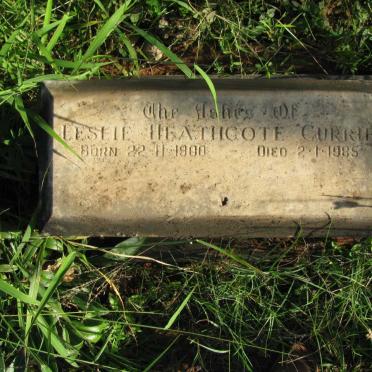 The Ashes Of
LESLIE HEATHCOTE CURRIE
BORN 22-11-1900 DIED 2-1-1985